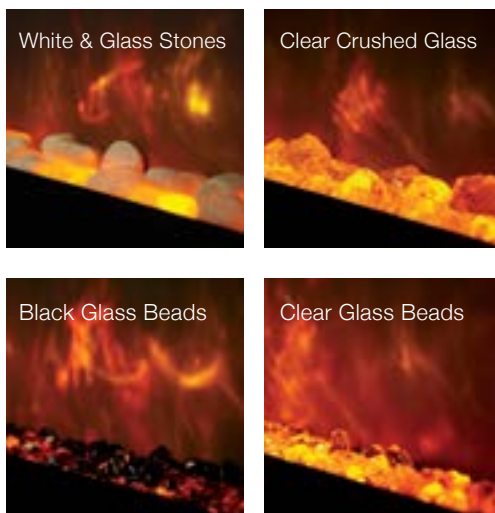 White & Glass Stones
Clear Crushed Glass
Black Glass Beads
Clear Glass Beads